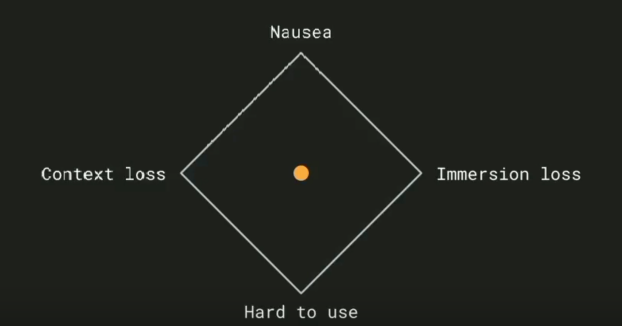 Nausea
Context loss
Immersion loss
Hard to use